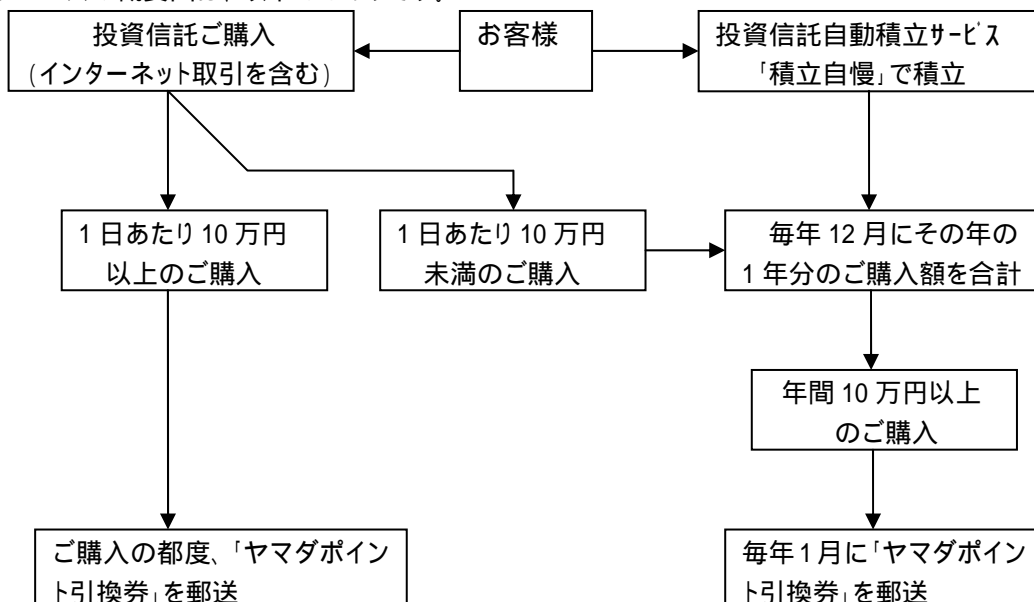 投資信託ご購入
(インターネット取引を含む)
お客様
投資信託自動積立サービス
「積立自慢」で積立
1日あたり10万円
以上のご購入
1日あたり10万円
未満のご購入
毎年12月にその年の
1年分のご購入額を合計
年間10万円以上
のご購入
ご購入の都度、「ヤマダポイン
ト引換券」を郵送
毎年1月に「ヤマダポイン
ト引換券」を郵送